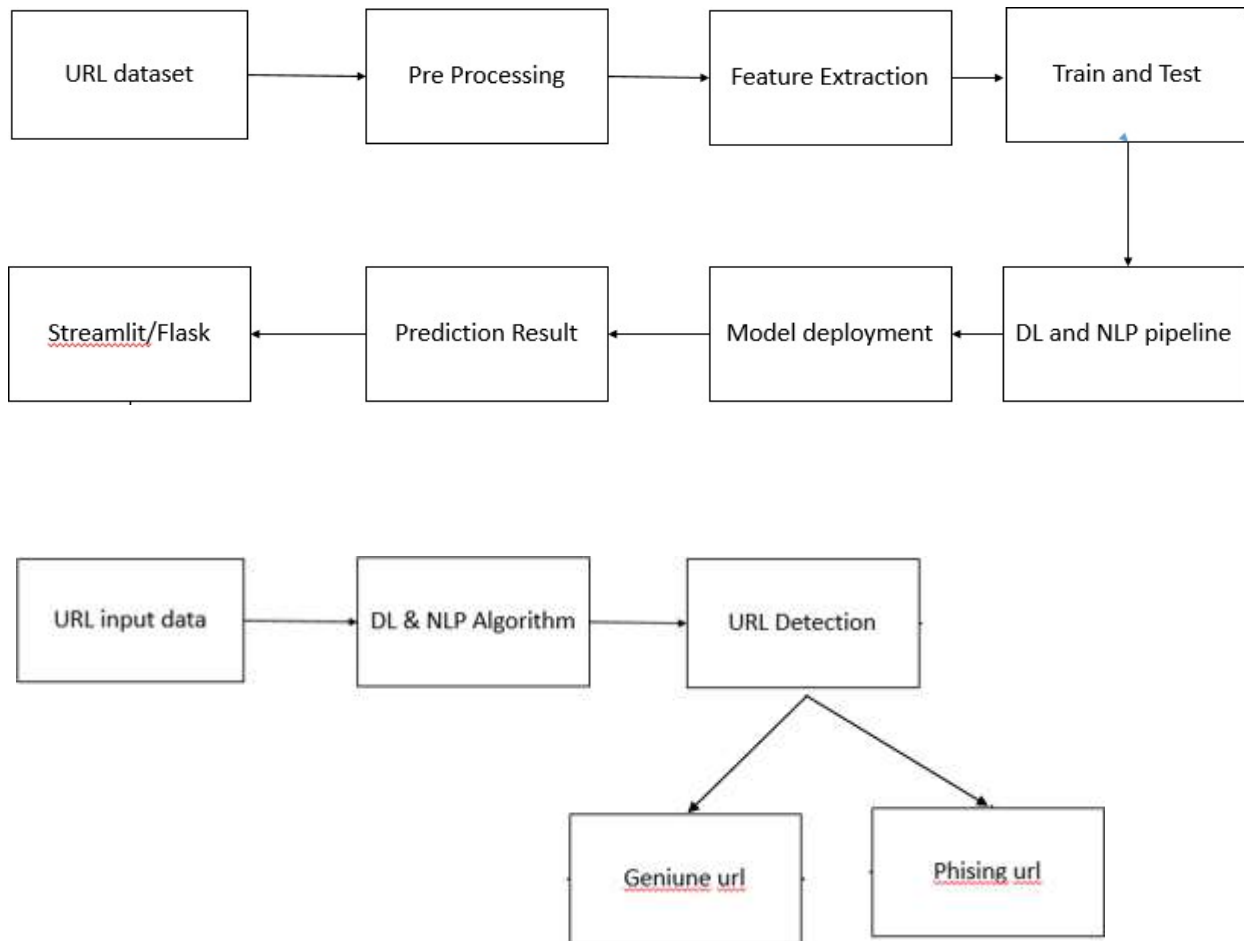 URL dataset
Pre Processing
Feature Extraction
Train and Test
Streamlit/Flask
Prediction Result
Model deployment
DL and NLP pipeline
URL input data
DL & NLP Algorithm
URL Detection
Geniune url
Phising url